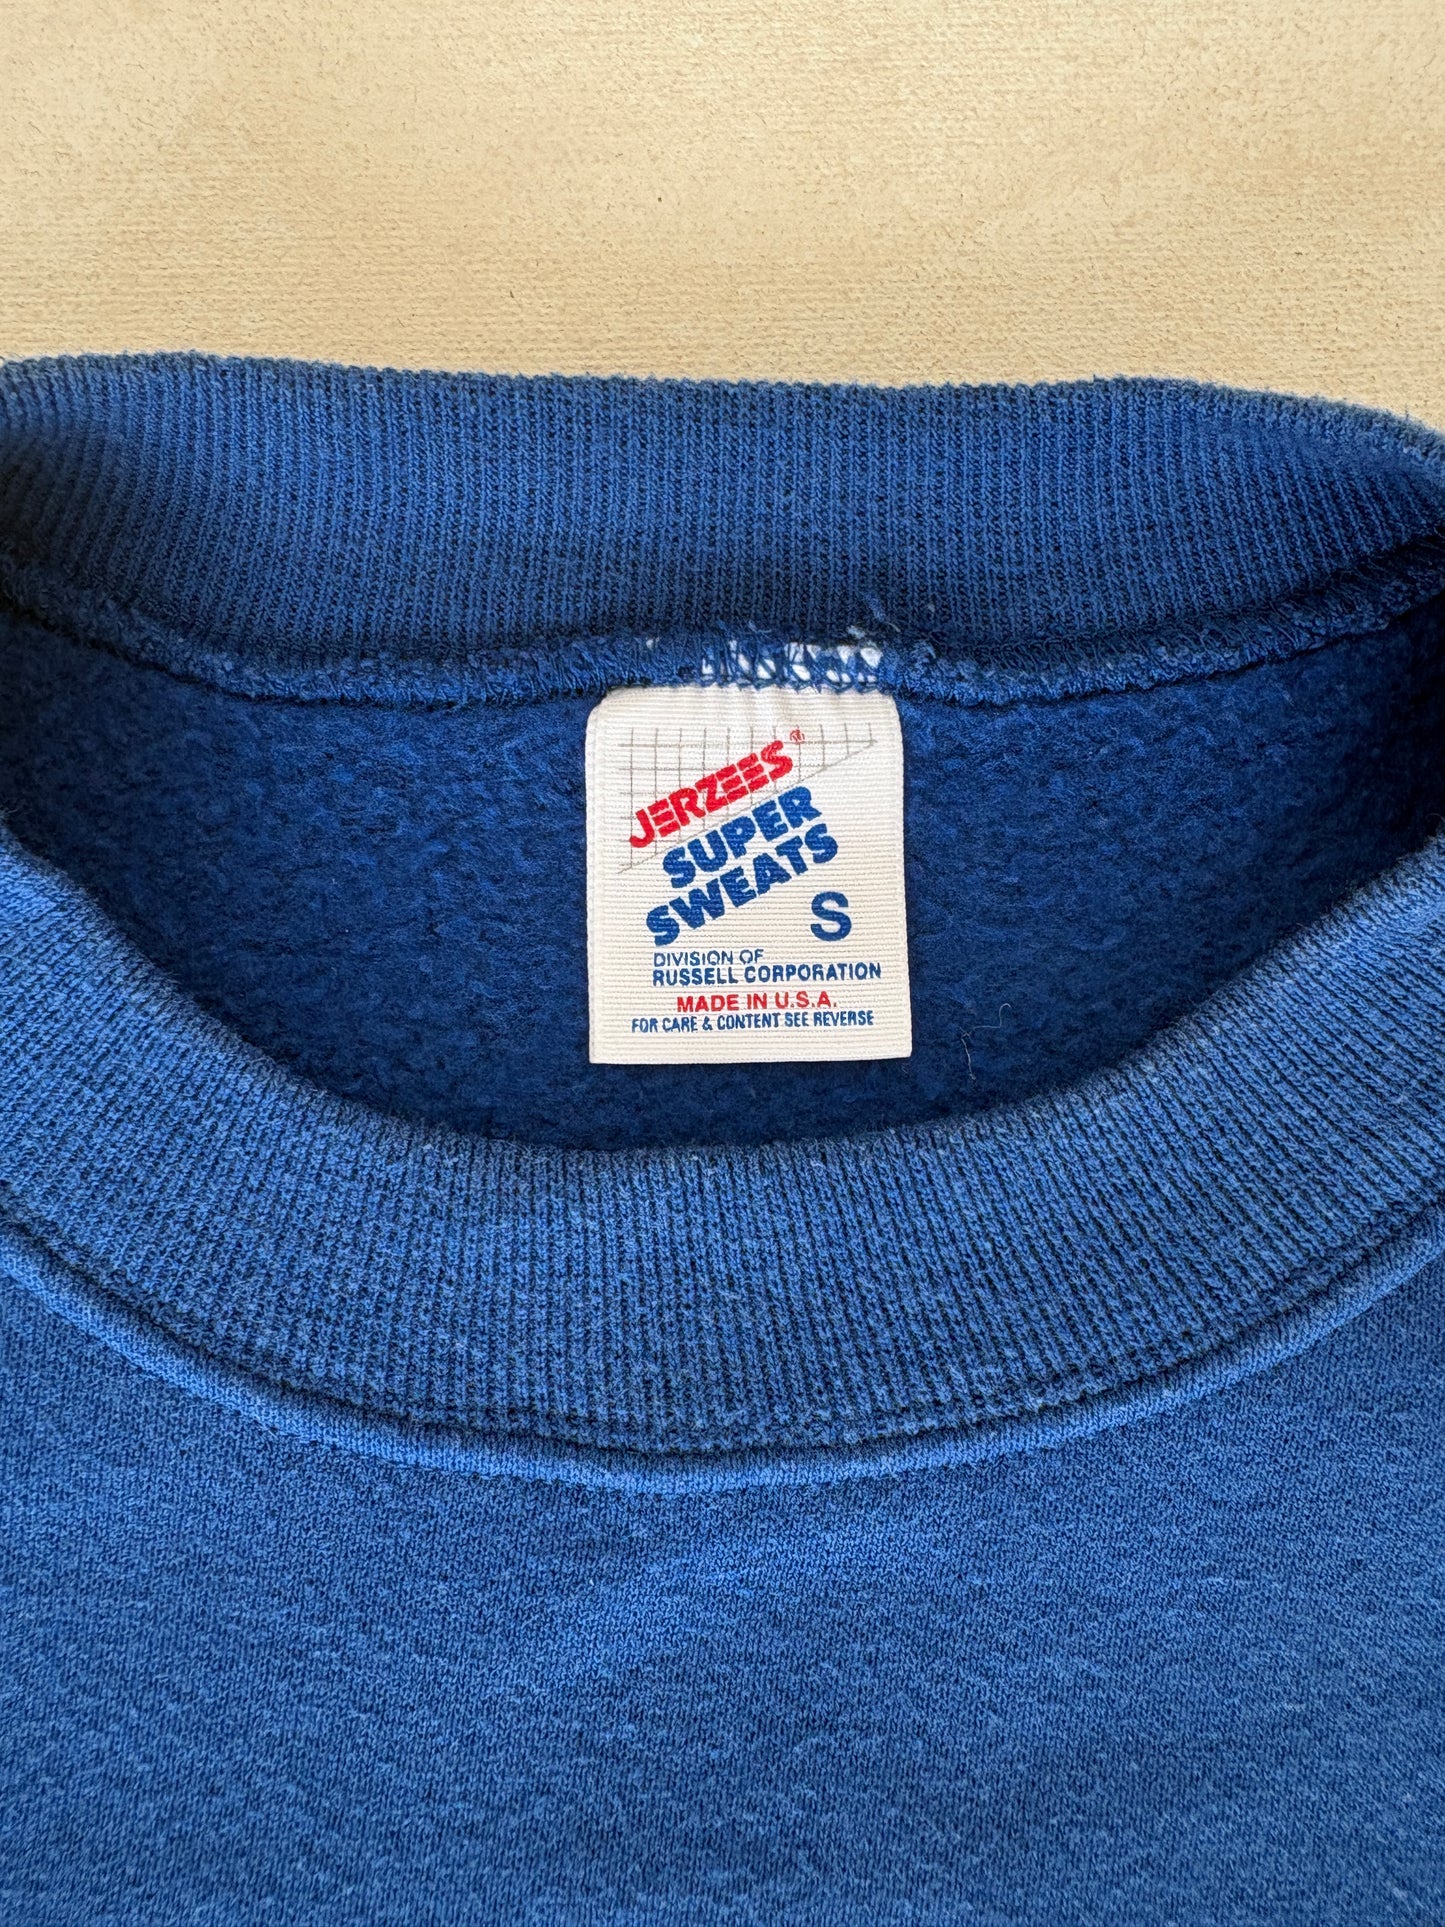 JERZEES®
SUPER
SWEATS
S
DIVISION OF
RUSSELL CORPORATION
MADE IN U.S.A.
FOR CARE & CONTENT SEE REVERSE